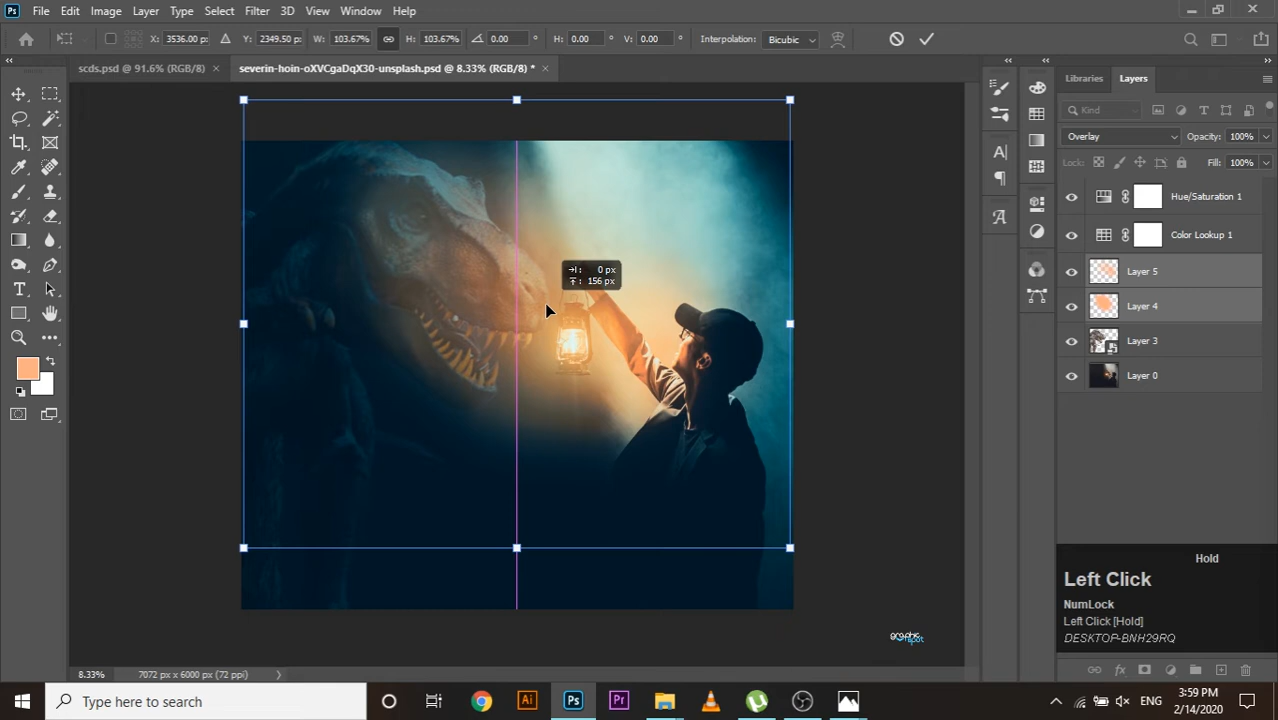 Ps File Edit Image Layer Type Select Filter 3D View Window Help
X: 3536.00 p: Y: 2349.50 p: W: 103.67% H: 103.67% 0.00 ° H: 0.00 ° V: 0.00 ° Interpolation: Bicubic
scds.psd @ 91.6% (RGB/8) × severin-hoin-oXVCgaDqX30-unsplash.psd @ 8.33% (RGB/8) * ×
Libraries Layers
Kind
Overlay Opacity: 100%
Lock: Fill: 100%
Hue/Saturation 1
Color Lookup 1
Layer 5
Layer 4
Layer 3
Layer 0
0 px
156 px
Hold
Left Click
NumLock
Left Click [Hold]
DESKTOP-BNH29RQ
8.33% 7072 px x 6000 px (72 ppi)
Type here to search
Ai Ps Pr
ENG
3:59 PM
2/14/2020